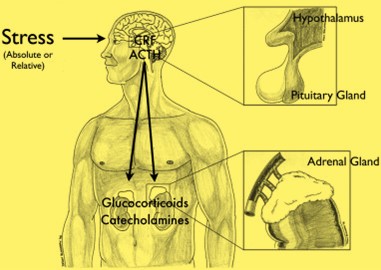 Stress
(Absolute or
Relative)
CRF
ACTH
Hypothalamus
Pituitary Gland
Adrenal Gland
Glucocorticoids
Catecholamines